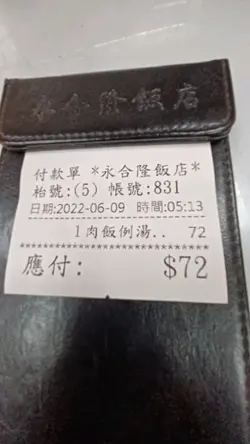 永合隆飯店
付款單 *永合隆飯店*
枱號:(5) 帳號:831
日期:2022-06-09 時間:05:13
1 肉飯例湯.. 72
應付: $72